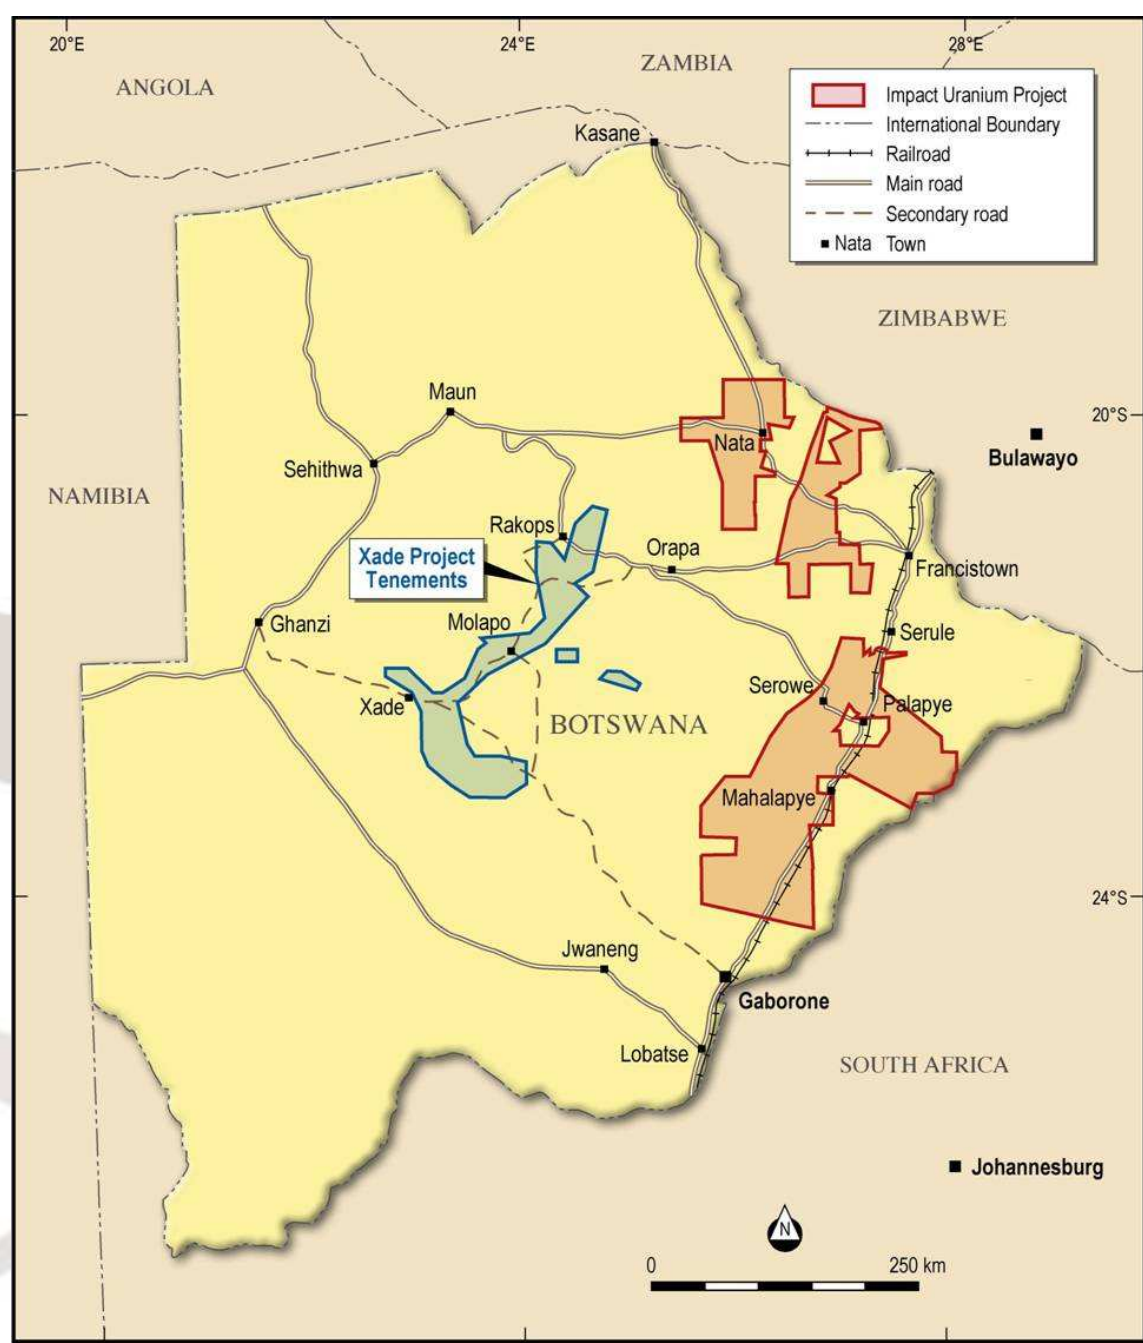 20°E
24°E
28°E
ANGOLA
ZAMBIA
Impact Uranium Project
International Boundary
Railroad
Main road
Secondary road
Nata Town
Kasane
ZIMBABWE
Maun
20°S
Nata
Bulawayo
Sehithwa
NAMIBIA
Rakops
Orapa
Xade Project
Tenements
Francistown
Ghanzi
Molapo
Serule
Serowe
Xade
Palapye
BOTSWANA
Mahalapye
24°S
Jwaneng
Gaborone
Lobatse
SOUTH AFRICA
Johannesburg
N
0
250 km